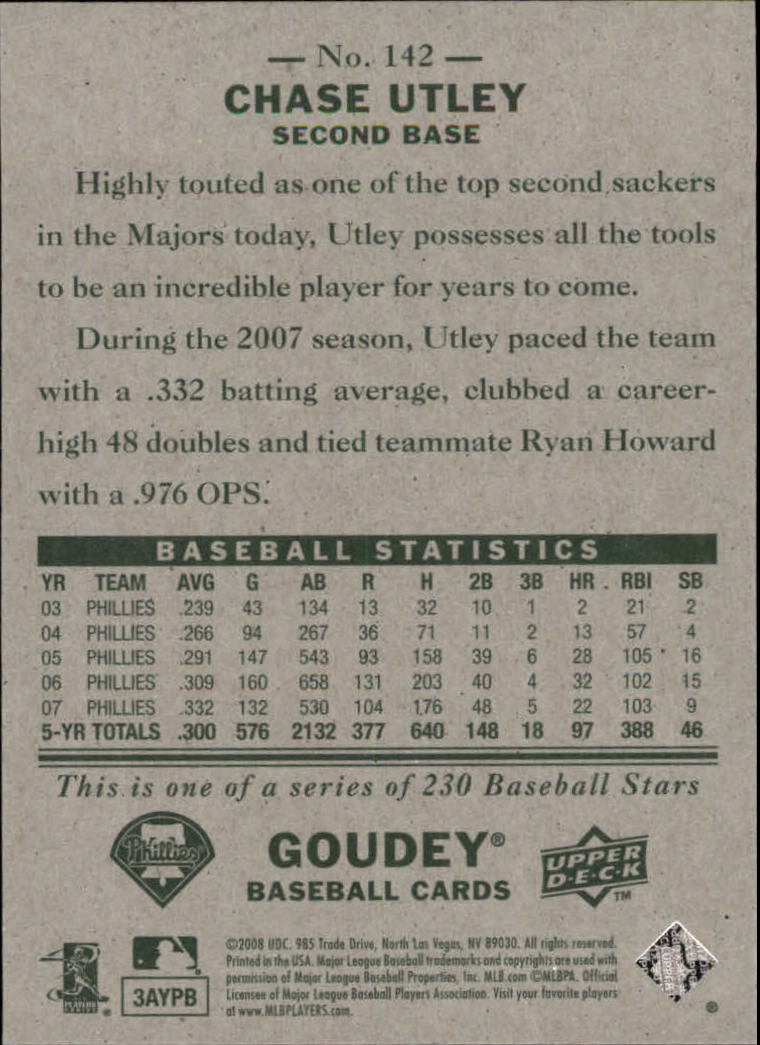 — No. 142 —
CHASE UTLEY
SECOND BASE
Highly touted as one of the top second sackers
in the Majors today, Utley possesses all the tools
to be an incredible player for years to come.
During the 2007 season, Utley paced the team
with a .332 batting average, clubbed a career-
high 48 doubles and tied teammate Ryan Howard
with a .976 OPS.
BASEBALL STATISTICS
YR TEAM AVG G AB R H 2B 3B HR RBI SB
03 PHILLIES .239 43 134 13 32 10 1 2 21 2
04 PHILLIES .266 94 267 36 71 11 2 13 57 4
05 PHILLIES .291 147 543 93 158 39 6 28 105 16
06 PHILLIES .309 160 658 131 203 40 4 32 102 15
07 PHILLIES .332 132 530 104 176 48 5 22 103 9
5-YR TOTALS .300 576 2132 377 640 148 18 97 388 46
This is one of a series of 230 Baseball Stars
Phillies
GOUDEY®
BASEBALL CARDS
UPPER
D·E·C·K
TM
©2008 UDC. 985 Trade Drive, North Las Vegas, NV 89030. All rights reserved.
Printed in the USA. Major League Baseball trademarks and copyrights are used with
permission of Major League Baseball Properties, Inc. MLB.com ©MLBPA. Official
Licensee of Major League Baseball Players Association. Visit your favorite players
at www.MLBPLAYERS.com.
PLAYERS
CHOICE
3AYPB
®